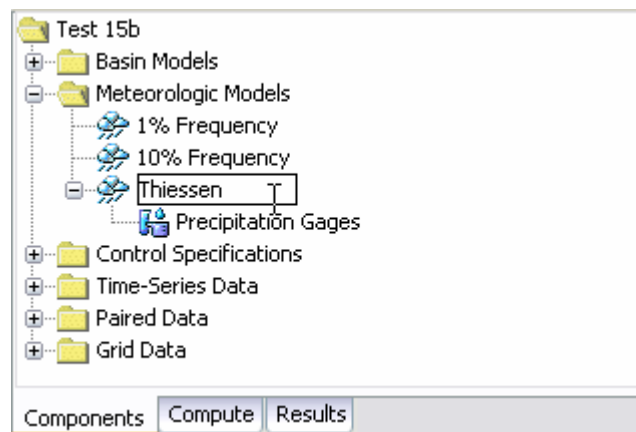 Test 15b
Basin Models
Meteorologic Models
1% Frequency
10% Frequency
Thiessen
Precipitation Gages
Control Specifications
Time-Series Data
Paired Data
Grid Data
Components Compute Results